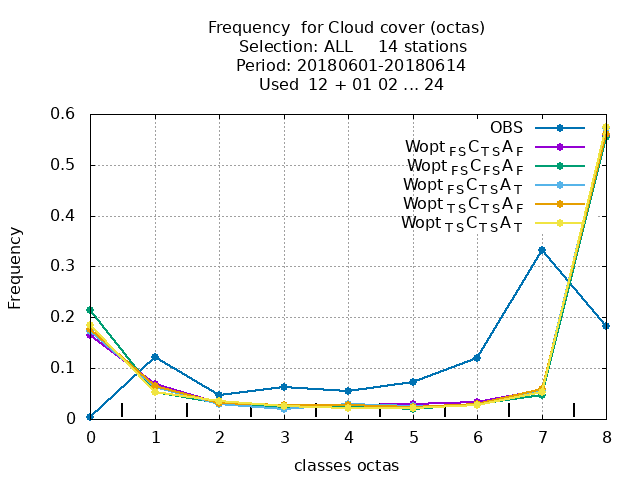 Frequency  for Cloud cover (octas)
Selection: ALL     14 stations
Period: 20180601-20180614
Used  12 + 01 02 ... 24
0.6
OBS
Wopt FS C TS A F
Wopt FS C FS A F
0.5
Wopt FS C TS A T
Wopt TS C TS A F
0.4
Wopt TS C TS A T
Frequency
0.3
0.2
0.1
0
0 1 2 3 4 5 6 7 8
classes octas